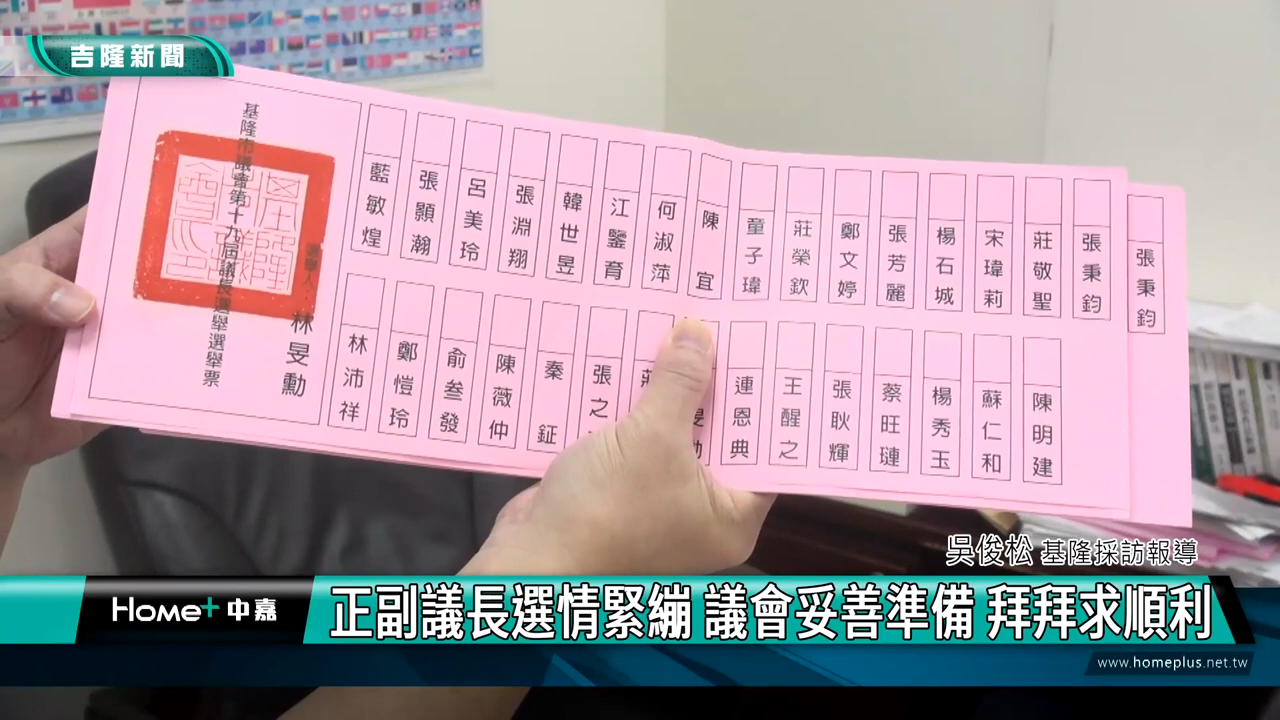 吉隆新聞
張秉鈞
張秉鈞
莊敬聖
宋瑋莉
楊石城
張芳麗
鄭文婷
莊榮欽
童子瑋
陳宜
何淑萍
江鑒育
韓世昱
張淵翔
呂美玲
張顥瀚
藍敏煌
陳明建
蘇仁和
楊秀玉
蔡旺璉
張耿輝
王醒之
連恩典
張之
秦鉦
陳薇仲
俞叁發
鄭愷玲
林沛祥
林旻勳
基隆市議會第十九屆議長選舉選舉票
吳俊松 基隆採訪報導
Home+ 中嘉
正副議長選情緊繃 議會妥善準備 拜拜求順利
www.homeplus.net.tw